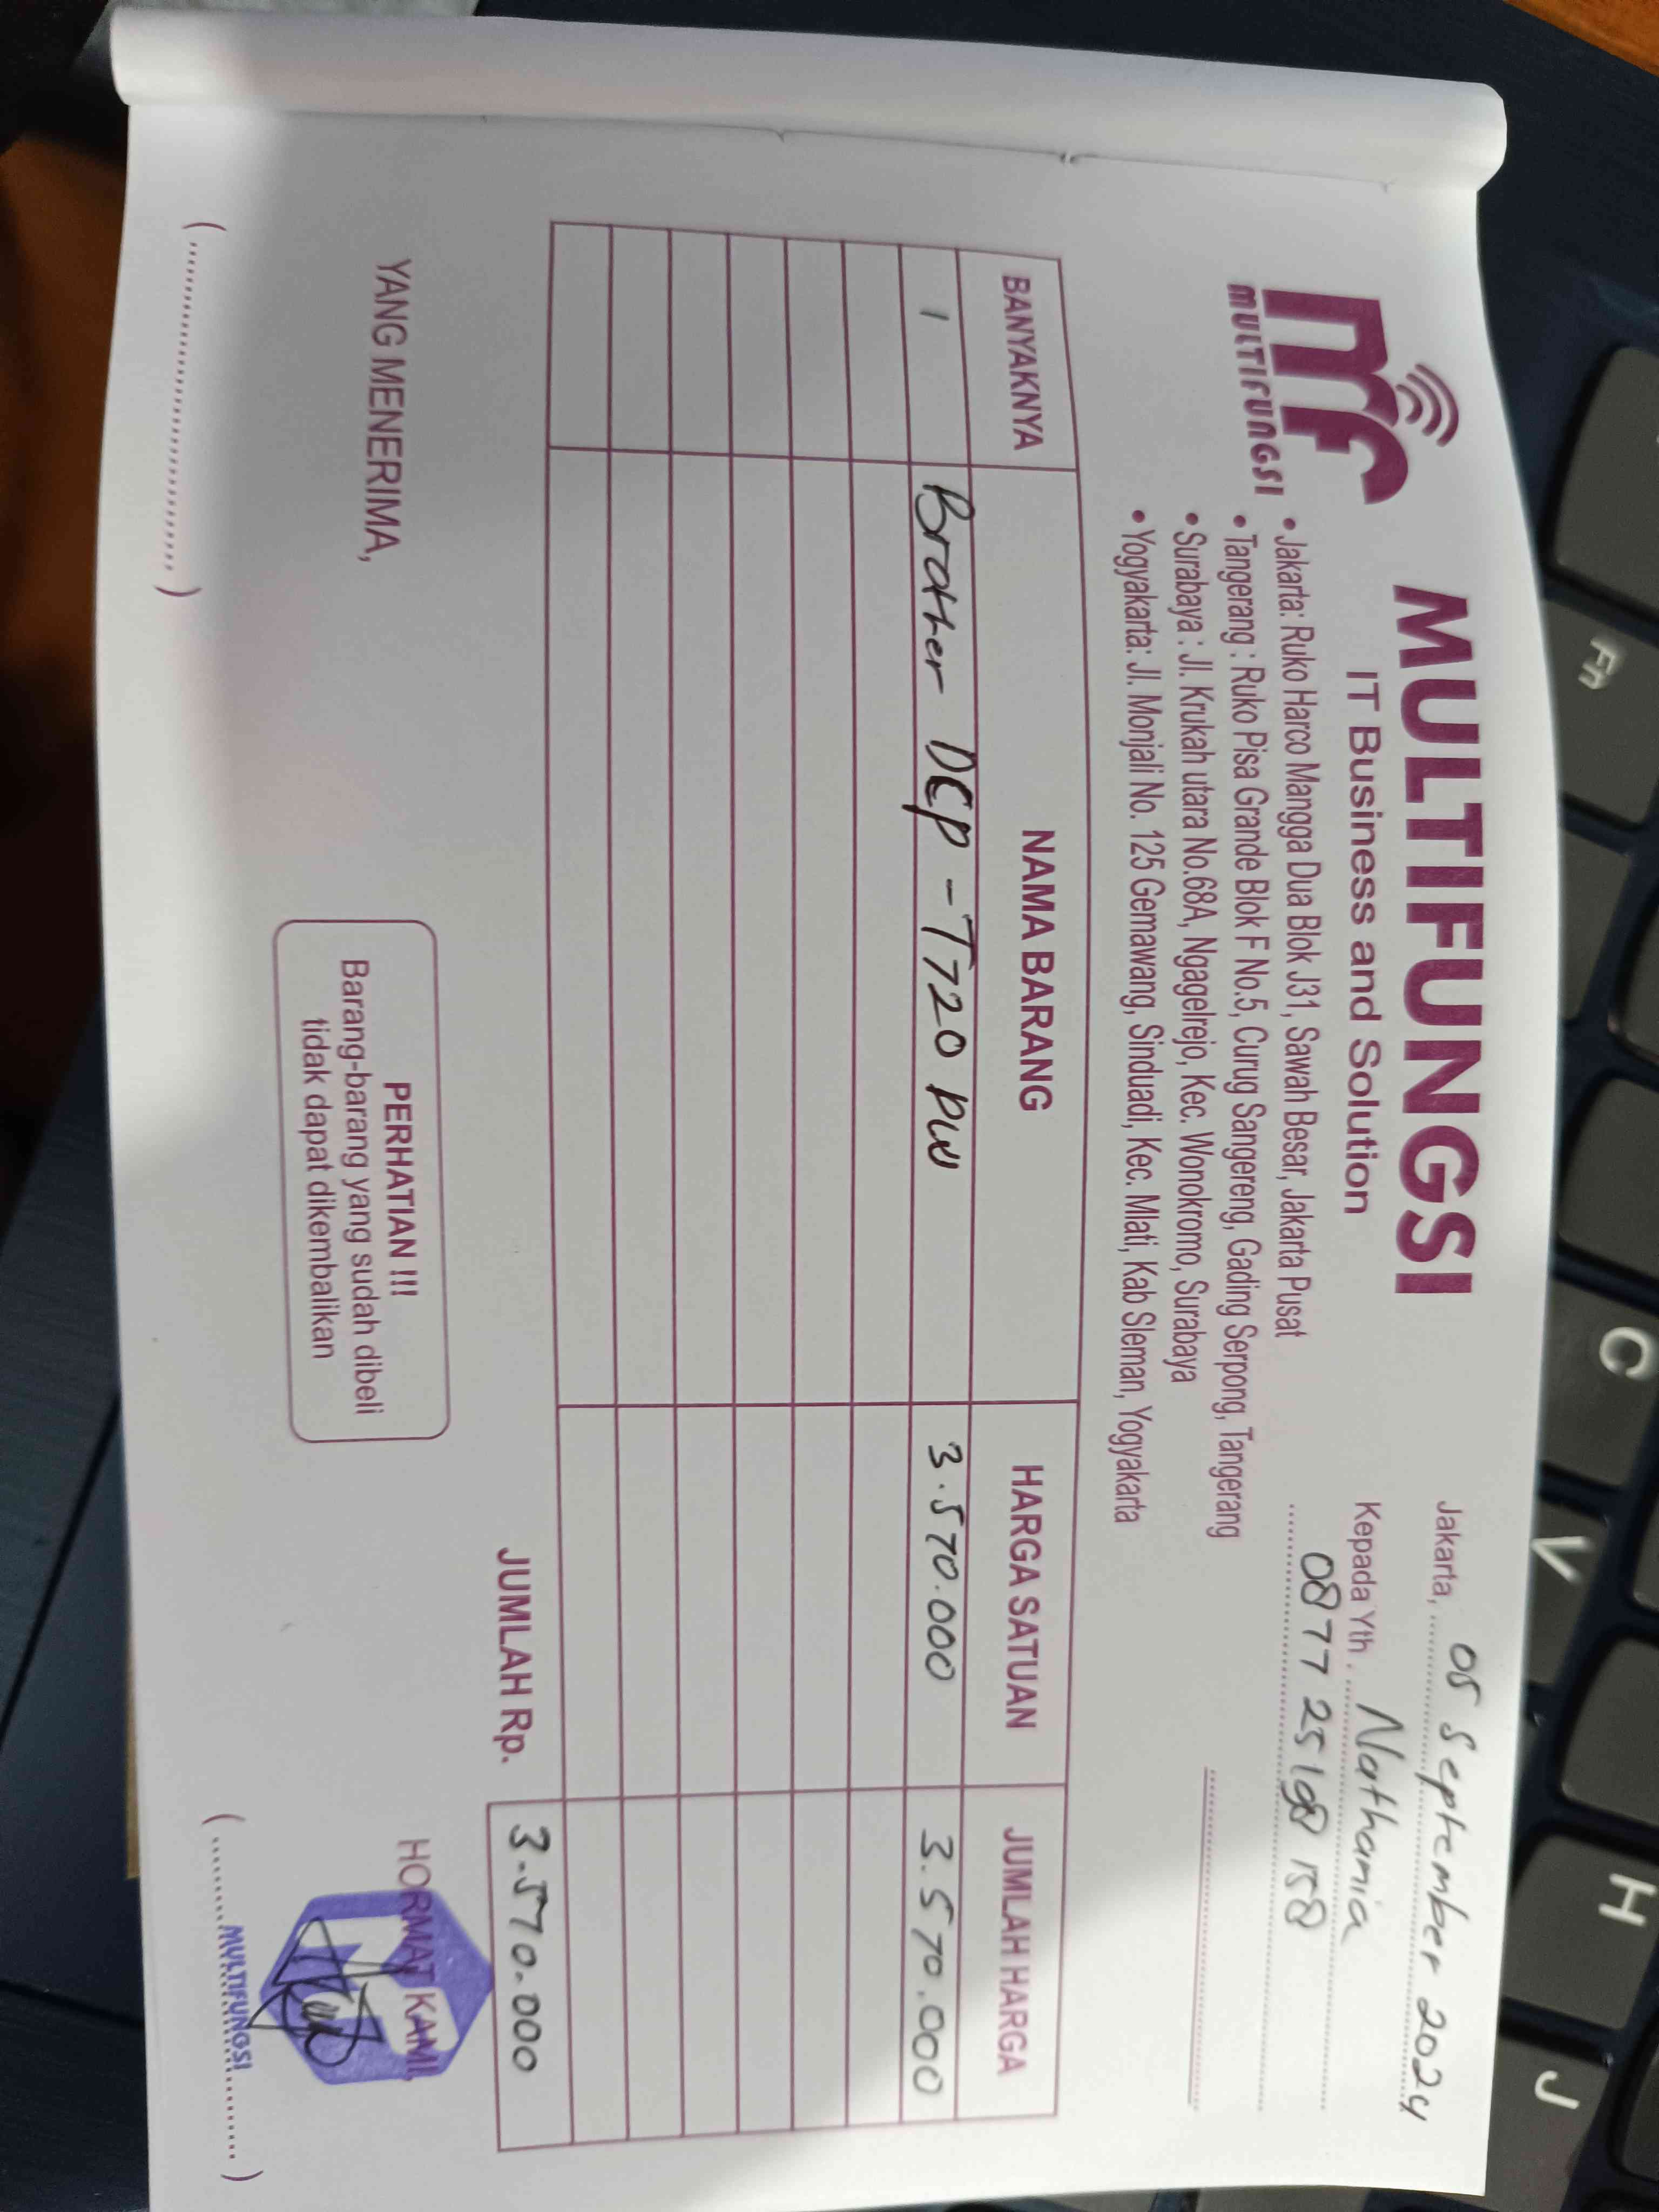 MULTIFUNGSI
MULTIFUNGSI
IT Business and Solution
• Jakarta: Ruko Harco Mangga Dua Blok J31, Sawah Besar, Jakarta Pusat
• Tangerang : Ruko Pisa Grande Blok F No.5, Curug Sangereng, Gading Serpong, Tangerang
• Surabaya : Jl. Krukah utara No.68A, Ngagelrejo, Kec. Wonokromo, Surabaya
• Yogyakarta: Jl. Monjali No. 125 Gemawang, Sinduadi, Kec. Mlati, Kab Sleman, Yogyakarta
Jakarta, 05 September 2024
Kepada Yth. Nathania
0877 25198 158
BANYAKNYA NAMA BARANG HARGA SATUAN JUMLAH HARGA
1 Brother DCP-T720 DW 3.570.000 3.570.000
JUMLAH Rp. 3.570.000
YANG MENERIMA,
PERHATIAN !!!
Barang-barang yang sudah dibeli
tidak dapat dikembalikan
HORMAT KAMI,
MULTIFUNGSI
Fn
C
V
H
J